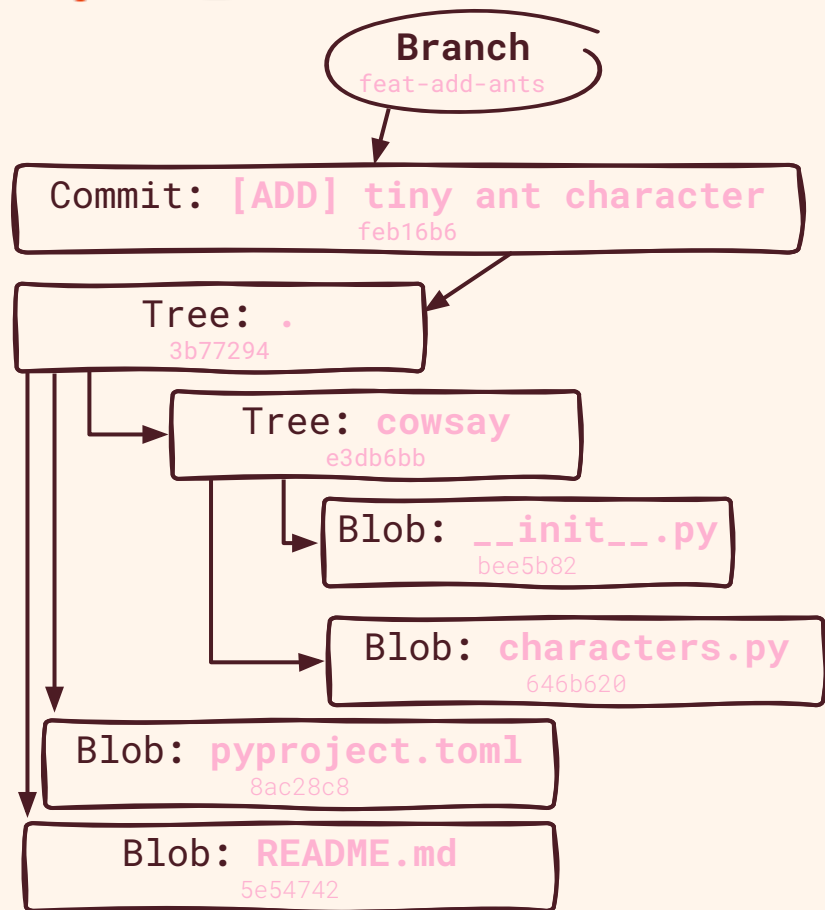 Branch
feat-add-ants
Commit: [ADD] tiny ant character
feb16b6
Tree: .
3b77294
Tree: cowsay
e3db6bb
Blob: __init__.py
bee5b82
Blob: characters.py
646b620
Blob: pyproject.toml
8ac28c8
Blob: README.md
5e54742